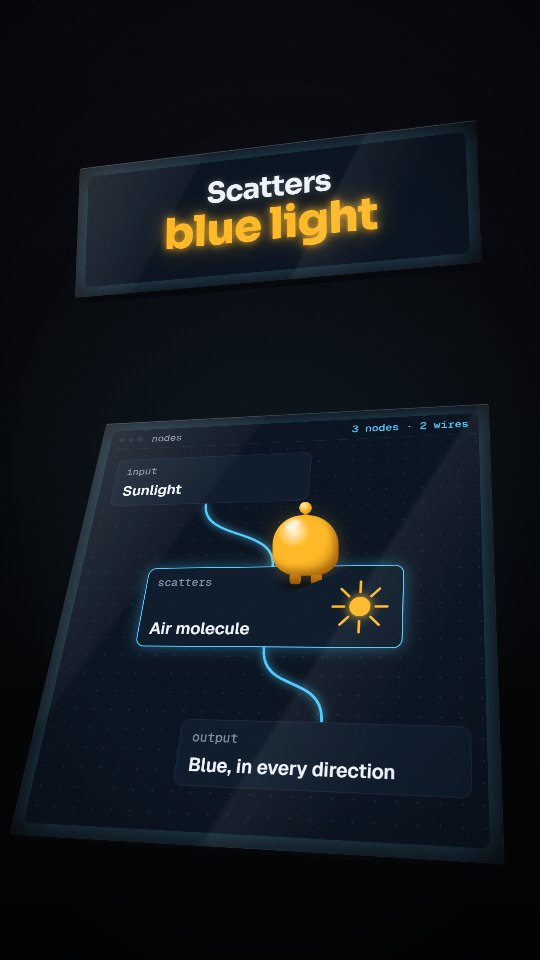 Scatters
blue light
nodes
3 nodes · 2 wires
input
Sunlight
scatters
Air molecule
output
Blue, in every direction